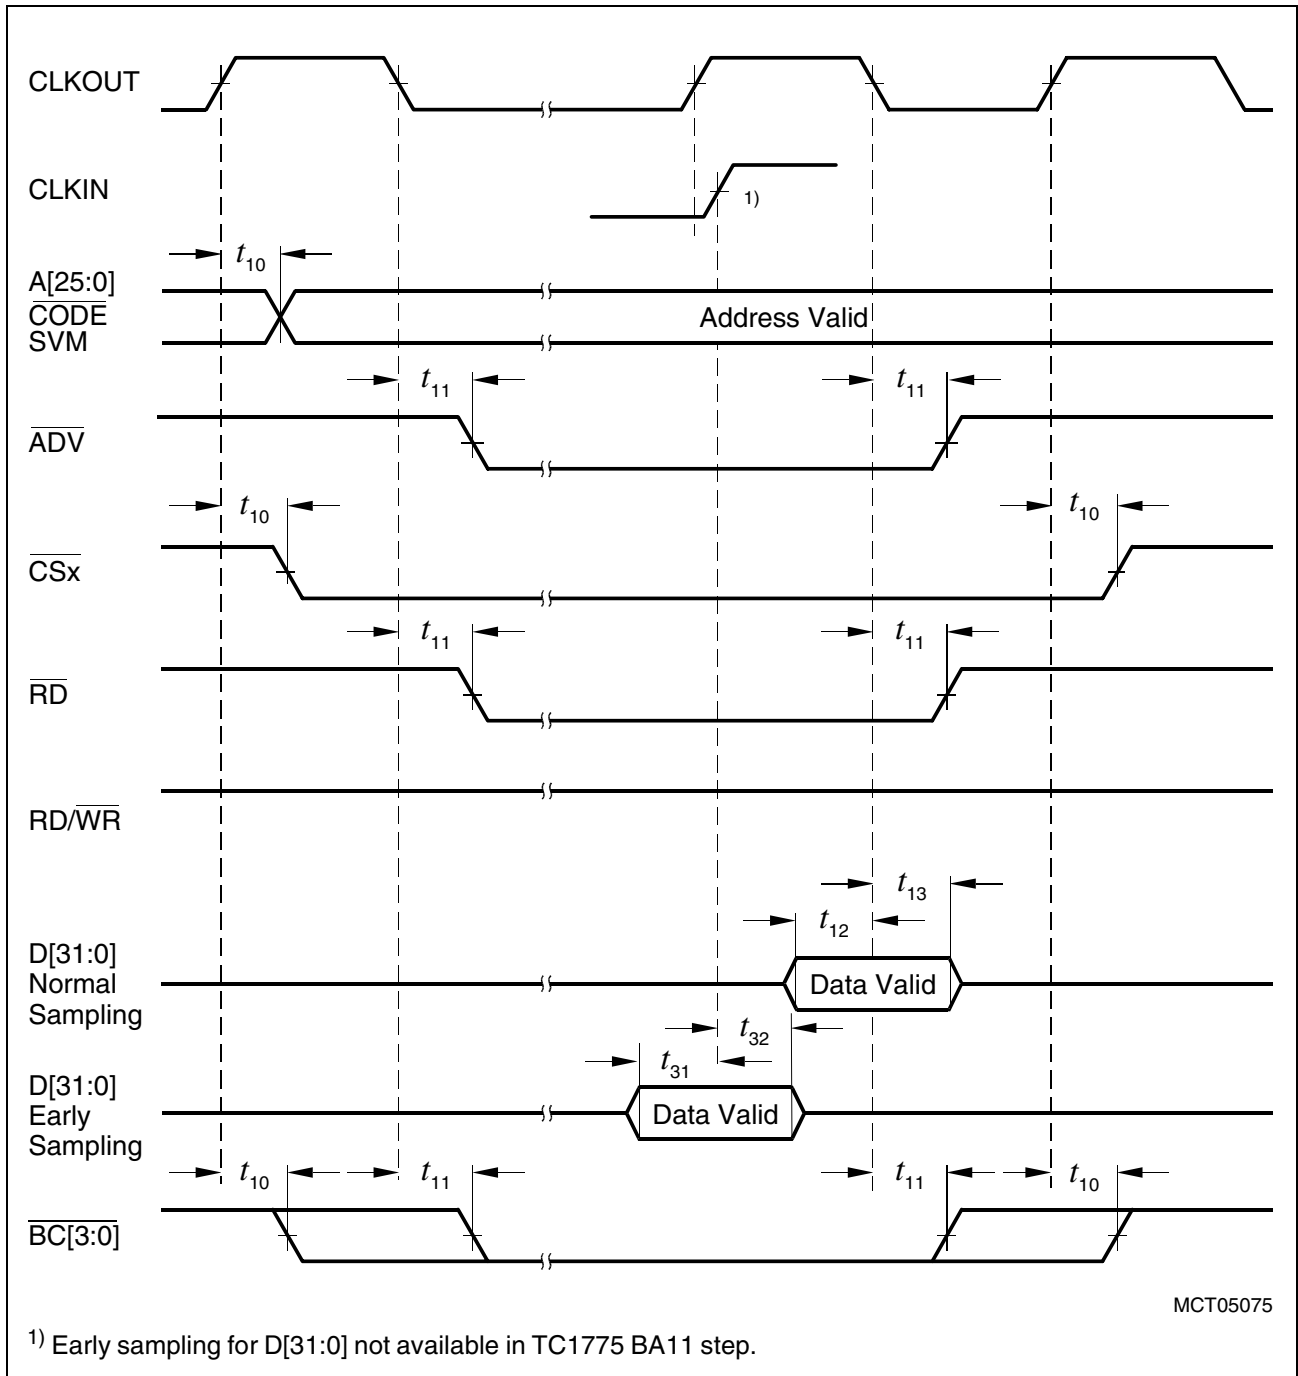 CLKOUT
CLKIN
1)
t10
A[25:0]
CODE
SVM
Address Valid
t11 t11
ADV
t10 t10
CSx
t11 t11
RD
RD/WR
t13
t12
D[31:0]
Normal
Sampling
Data Valid
t32
t31
D[31:0]
Early
Sampling
Data Valid
t10 t11 t11 t10
BC[3:0]
MCT05075
1) Early sampling for D[31:0] not available in TC1775 BA11 step.